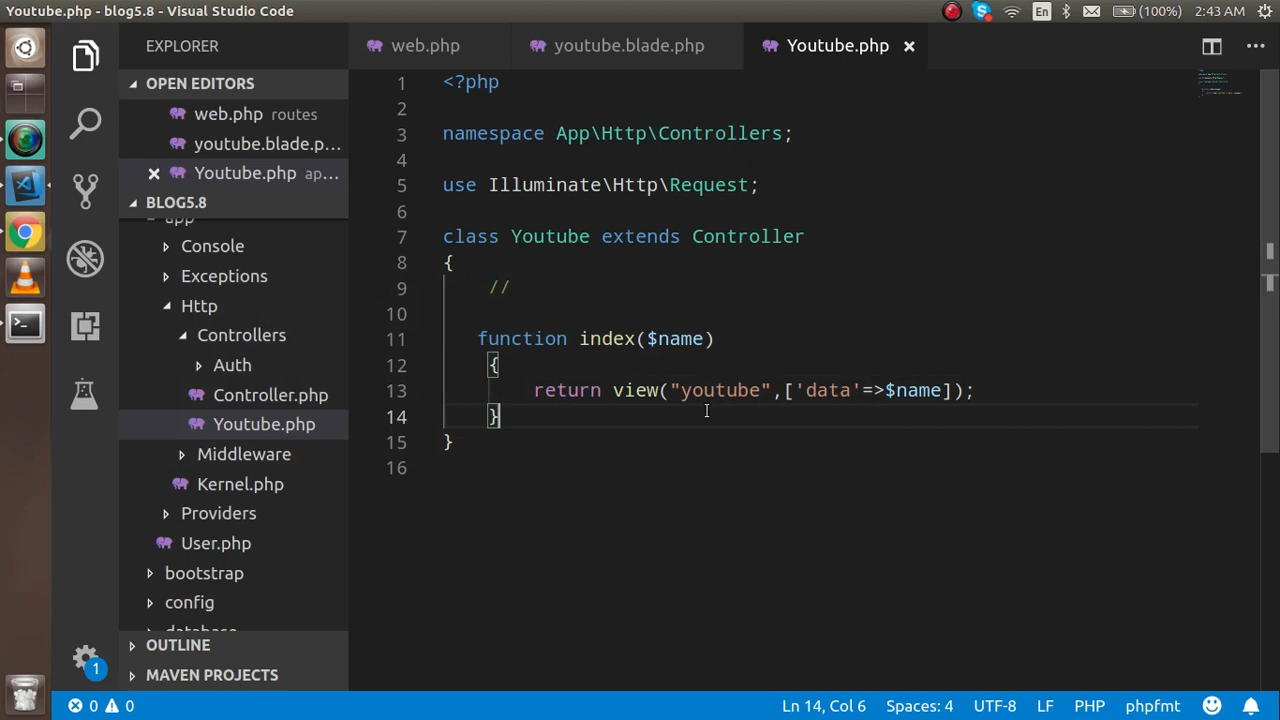 Youtube.php - blog5.8 - Visual Studio Code
En
(100%)
2:43 AM
EXPLORER
web.php
youtube.blade.php
Youtube.php
OPEN EDITORS
web.php routes
youtube.blade.p...
Youtube.php ap...
BLOG5.8
app
Console
Exceptions
Http
Controllers
Auth
Controller.php
Youtube.php
Middleware
Kernel.php
Providers
User.php
bootstrap
config
database
OUTLINE
MAVEN PROJECTS
1
1 <?php
2
3 namespace App\Http\Controllers;
4
5 use Illuminate\Http\Request;
6
7 class Youtube extends Controller
8 {
9 //
10
11 function index($name)
12 {
13 return view("youtube",['data'=>$name]);
14 }
15 }
16
0 0
Ln 14, Col 6
Spaces: 4
UTF-8
LF
PHP
phpfmt